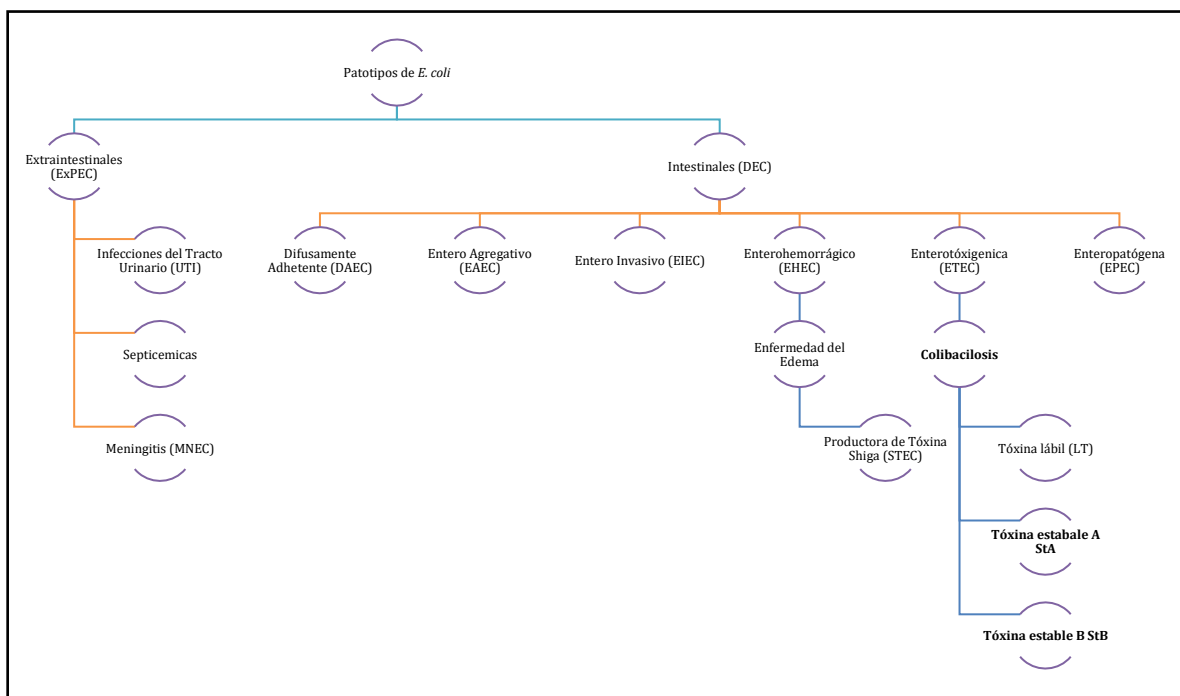 Patotipos de E. coli
Extraintestinales
(ExPEC)
Intestinales (DEC)
Infecciones del Tracto
Urinario (UTI)
Difusamente
Adhetente (DAEC)
Entero Agregativo
(EAEC)
Entero Invasivo (EIEC)
Enterohemorrágico
(EHEC)
Enterotóxigenica
(ETEC)
Enteropatógena
(EPEC)
Septicemicas
Enfermedad del
Edema
Colibacilosis
Meningitis (MNEC)
Productora de Tóxina
Shiga (STEC)
Tóxina lábil (LT)
Tóxina estabale A
StA
Tóxina estable B StB